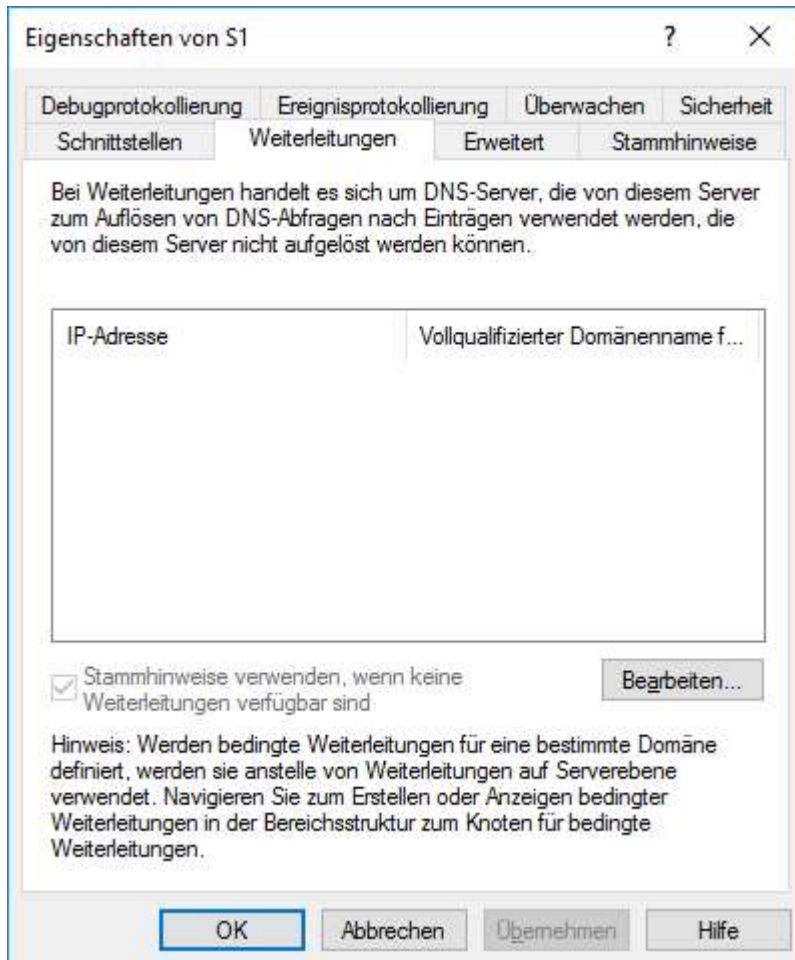 Eigenschaften von S1
Debugprotokollierung Ereignisprotokollierung Überwachen Sicherheit
Schnittstellen Weiterleitungen Erweitert Stammhinweise
Bei Weiterleitungen handelt es sich um DNS-Server, die von diesem Server
zum Auflösen von DNS-Abfragen nach Einträgen verwendet werden, die
von diesem Server nicht aufgelöst werden können.
IP-Adresse Vollqualifizierter Domänenname f...
Stammhinweise verwenden, wenn keine
Weiterleitungen verfügbar sind
Bearbeiten...
Hinweis: Werden bedingte Weiterleitungen für eine bestimmte Domäne
definiert, werden sie anstelle von Weiterleitungen auf Serverebene
verwendet. Navigieren Sie zum Erstellen oder Anzeigen bedingter
Weiterleitungen in der Bereichsstruktur zum Knoten für bedingte
Weiterleitungen.
OK Abbrechen Übernehmen Hilfe